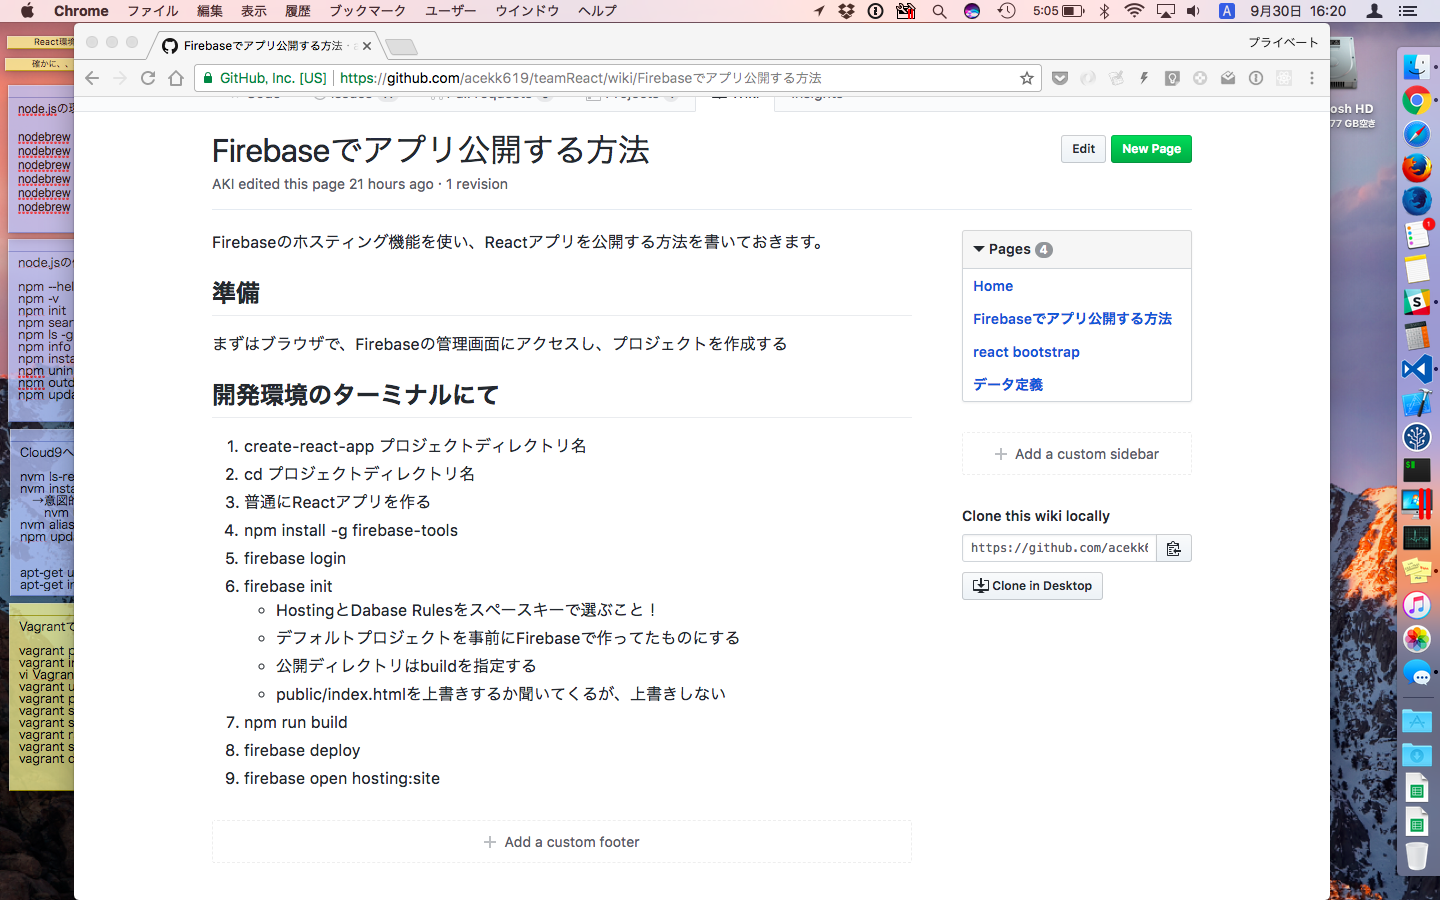 Chrome ファイル 編集 表示 履歴 ブックマーク ユーザー ウインドウ ヘルプ 5:05 A 9月30日 16:20
Firebaseでアプリ公開する方法 ·
プライベート
GitHub, Inc. [US] https://github.com/acekk619/teamReact/wiki/Firebaseでアプリ公開する方法
Firebaseでアプリ公開する方法
Edit
New Page
AKI edited this page 21 hours ago · 1 revision
Firebaseのホスティング機能を使い、Reactアプリを公開する方法を書いておきます。
準備
まずはブラウザで、Firebaseの管理画面にアクセスし、プロジェクトを作成する
開発環境のターミナルにて
1. create-react-app プロジェクトディレクトリ名
2. cd プロジェクトディレクトリ名
3. 普通にReactアプリを作る
4. npm install -g firebase-tools
5. firebase login
6. firebase init
HostingとDabase Rulesをスペースキーで選ぶこと！
デフォルトプロジェクトを事前にFirebaseで作ってたものにする
公開ディレクトリはbuildを指定する
public/index.htmlを上書きするか聞いてくるが、上書きしない
7. npm run build
8. firebase deploy
9. firebase open hosting:site
+ Add a custom footer
Pages 4
Home
Firebaseでアプリ公開する方法
react bootstrap
データ定義
+ Add a custom sidebar
Clone this wiki locally
https://github.com/acekk6
Clone in Desktop
React環境
確かに、、
node.jsの環
nodebrew
nodebrew
nodebrew
nodebrew
nodebrew
nodebrew
node.jsの
npm --hel
npm -v
npm init
npm sear
npm ls -g
npm info
npm insta
npm unin
npm outd
npm upda
Cloud9へ
nvm ls-re
nvm insta
→意図的
nvm
nvm alias
npm upda
apt-get u
apt-get in
Vagrantで
vagrant p
vagrant in
vi Vagran
vagrant u
vagrant p
vagrant s
vagrant s
vagrant r
vagrant s
vagrant d
osh HD
77 GB空き